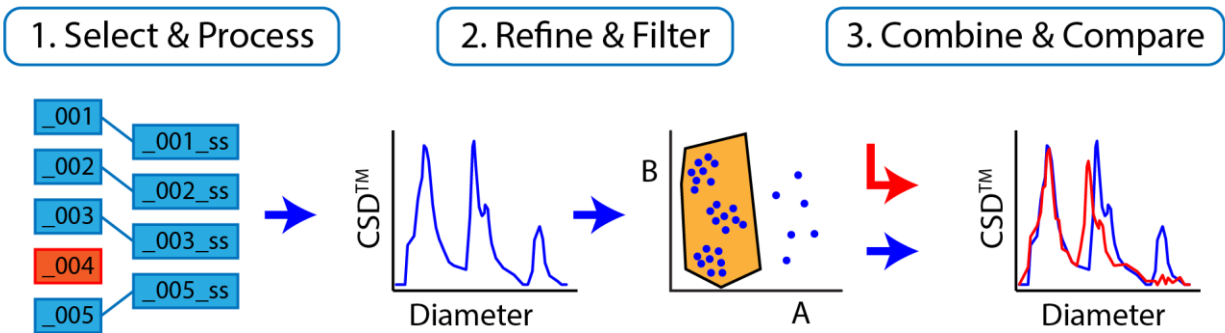 1. Select & Process
2. Refine & Filter
3. Combine & Compare
_001
_001_ss
_002
_002_ss
_003
_003_ss
_004
_005_ss
_005
CSD™
Diameter
B
A
CSD™
Diameter